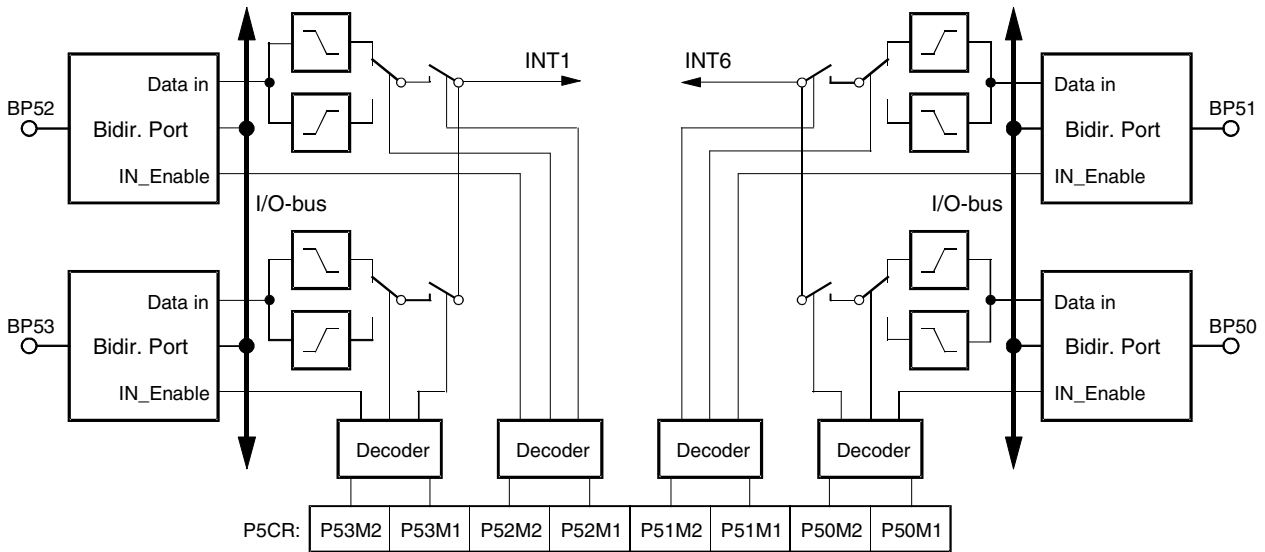 INT1
INT6
Data in
Data in
BP52
Bidir. Port
Bidir. Port
BP51
IN_Enable
IN_Enable
I/O-bus
I/O-bus
Data in
Data in
BP53
Bidir. Port
Bidir. Port
BP50
IN_Enable
IN_Enable
Decoder
Decoder
Decoder
Decoder
P5CR: P53M2 P53M1 P52M2 P52M1 P51M2 P51M1 P50M2 P50M1